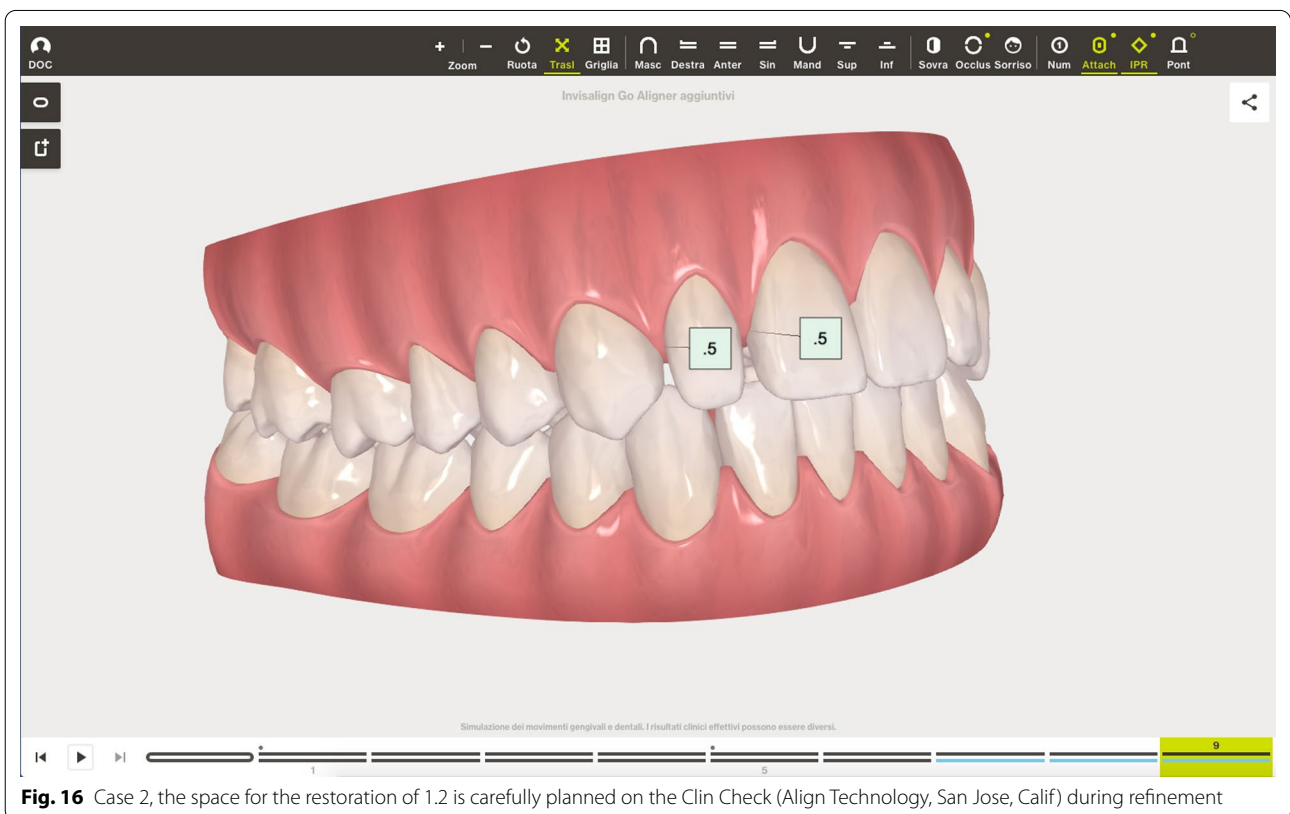 DOC
+ | −
Zoom Ruota Trasl Griglia Masc Destra Anter Sin Mand Sup Inf Sovra Occlus Sorriso Num Attach IPR Pont
Invisalign Go Aligner aggiuntivi
.5
.5
Simulazione dei movimenti gengivali e dentali. I risultati clinici effettivi possono essere diversi.
9
1 5
Fig. 16 Case 2, the space for the restoration of 1.2 is carefully planned on the Clin Check (Align Technology, San Jose, Calif) during refinement